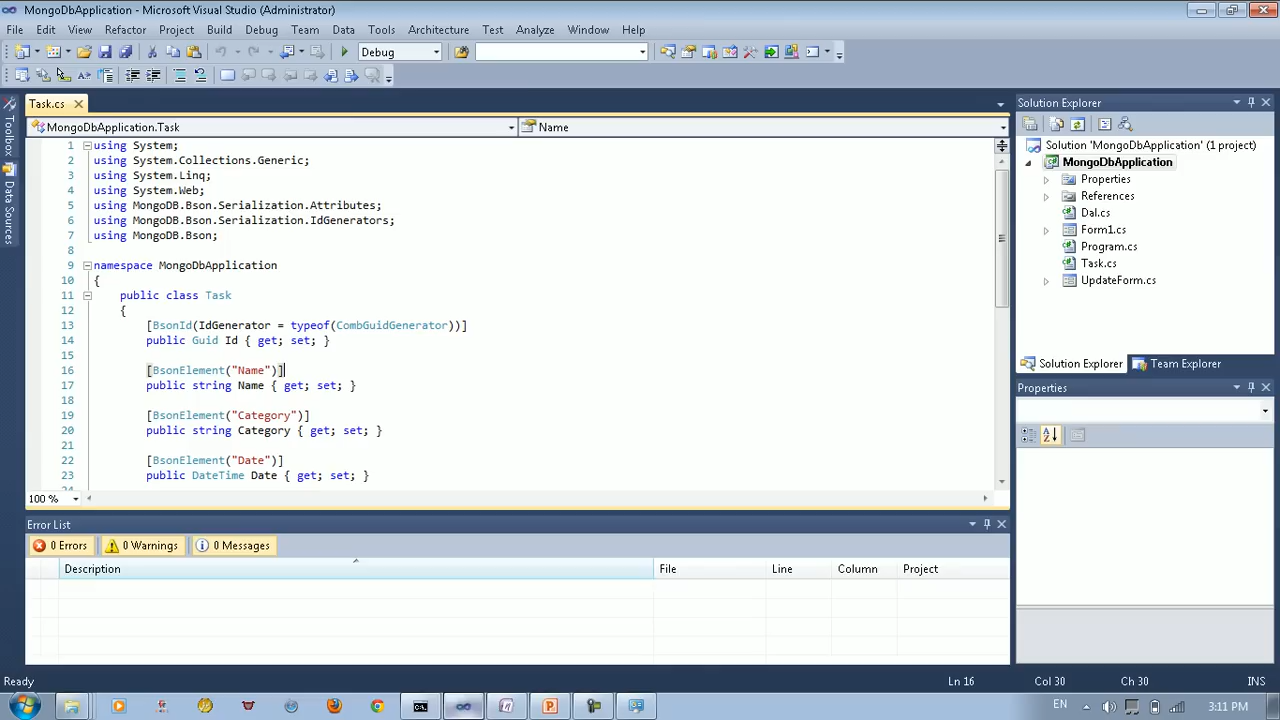 MongoDbApplication - Microsoft Visual Studio (Administrator)
File Edit View Refactor Project Build Debug Team Data Tools Architecture Test Analyze Window Help
Debug
Task.cs
MongoDbApplication.Task Name
1 using System;
2 using System.Collections.Generic;
3 using System.Linq;
4 using System.Web;
5 using MongoDB.Bson.Serialization.Attributes;
6 using MongoDB.Bson.Serialization.IdGenerators;
7 using MongoDB.Bson;
8
9 namespace MongoDbApplication
10 {
11 public class Task
12 {
13 [BsonId(IdGenerator = typeof(CombGuidGenerator))]
14 public Guid Id { get; set; }
15
16 [BsonElement("Name")]
17 public string Name { get; set; }
18
19 [BsonElement("Category")]
20 public string Category { get; set; }
21
22 [BsonElement("Date")]
23 public DateTime Date { get; set; }
100 %
Toolbox
Data Sources
Error List
0 Errors 0 Warnings 0 Messages
Description File Line Column Project
Solution Explorer
Solution 'MongoDbApplication' (1 project)
MongoDbApplication
Properties
References
Dal.cs
Form1.cs
Program.cs
Task.cs
UpdateForm.cs
Solution Explorer Team Explorer
Properties
Ready Ln 16 Col 30 Ch 30 INS
EN 3:11 PM